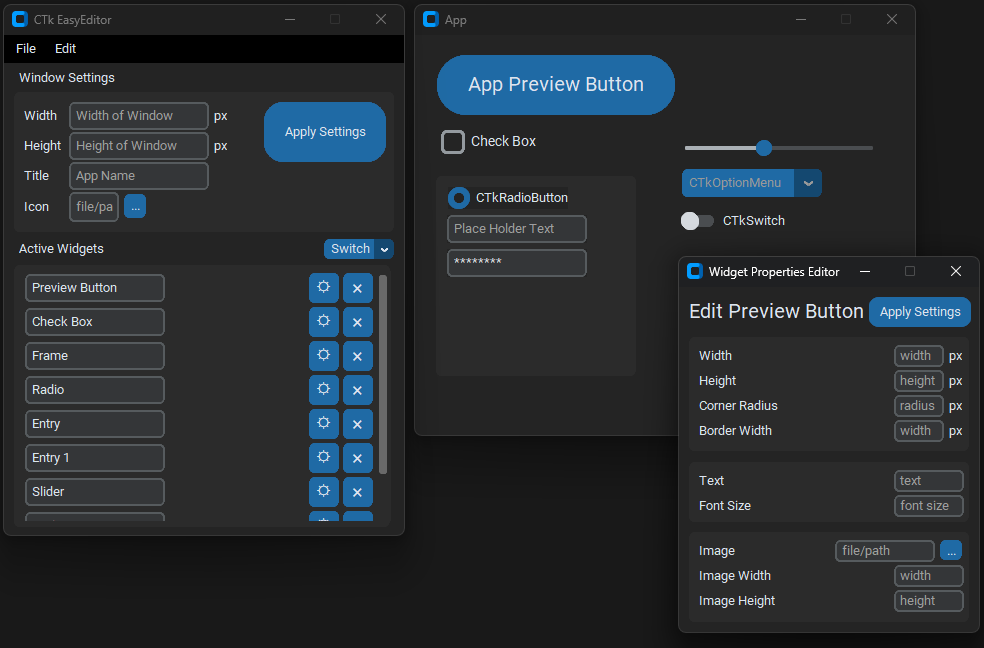 CTk EasyEditor
File Edit
Window Settings
Width Width of Window px
Height Height of Window px
Title App Name
Icon file/pa ...
Apply Settings
Active Widgets Switch
Preview Button
Check Box
Frame
Radio
Entry
Entry 1
Slider
App
App Preview Button
Check Box
CTkRadioButton
Place Holder Text
********
CTkOptionMenu
CTkSwitch
Widget Properties Editor
Edit Preview Button Apply Settings
Width width px
Height height px
Corner Radius radius px
Border Width width px
Text text
Font Size font size
Image file/path ...
Image Width width
Image Height height